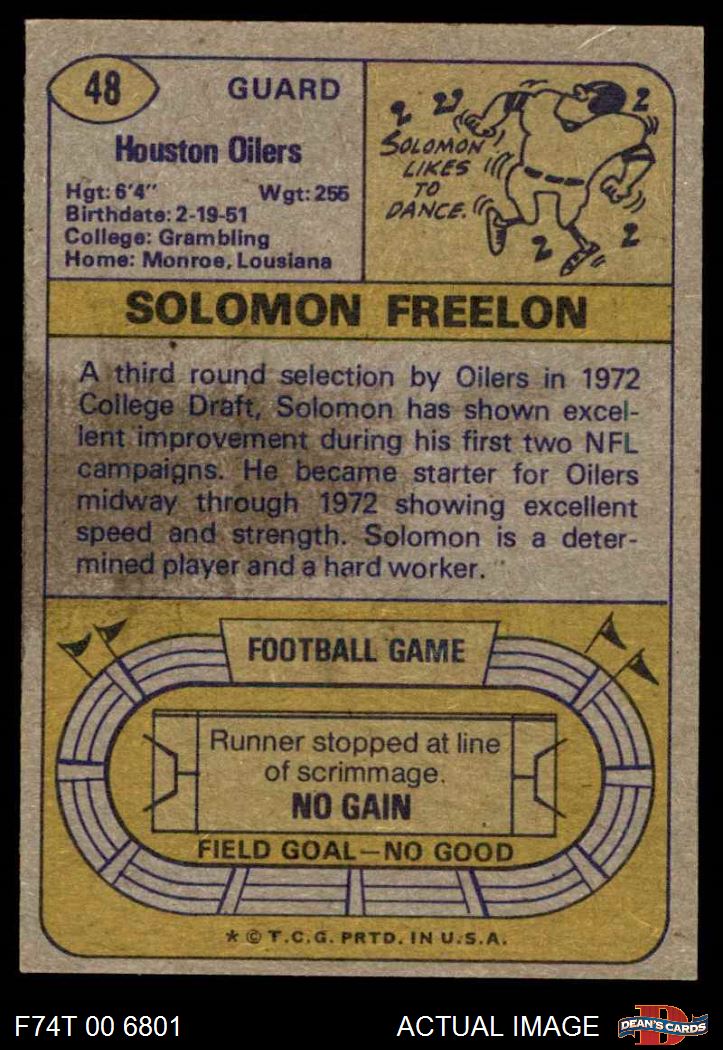 48
GUARD
Houston Oilers
Hgt: 6'4" Wgt: 255
Birthdate: 2-19-51
College: Grambling
Home: Monroe, Lousiana
SOLOMON
LIKES
TO
DANCE.
SOLOMON FREELON
A third round selection by Oilers in 1972
College Draft, Solomon has shown excel-
lent improvement during his first two NFL
campaigns. He became starter for Oilers
midway through 1972 showing excellent
speed and strength. Solomon is a deter-
mined player and a hard worker.
FOOTBALL GAME
Runner stopped at line
of scrimmage.
NO GAIN
FIELD GOAL—NO GOOD
* © T.C.G. PRTD. IN U.S.A.
F74T 00 6801
ACTUAL IMAGE
D
DEAN'S CARDS